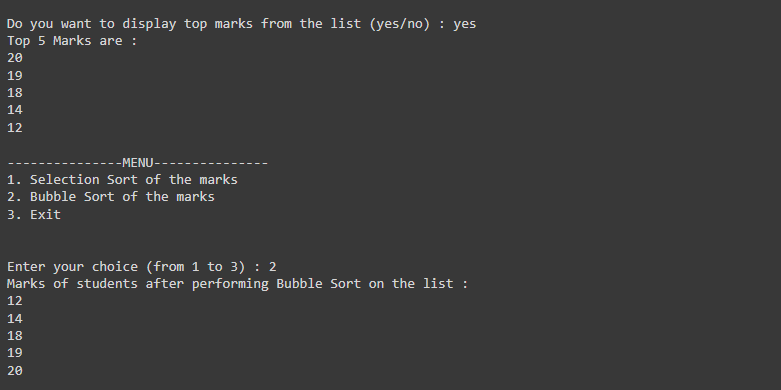 Do you want to display top marks from the list (yes/no) : yes
Top 5 Marks are :
20
19
18
14
12
---------------MENU---------------
1. Selection Sort of the marks
2. Bubble Sort of the marks
3. Exit
Enter your choice (from 1 to 3) : 2
Marks of students after performing Bubble Sort on the list :
12
14
18
19
20